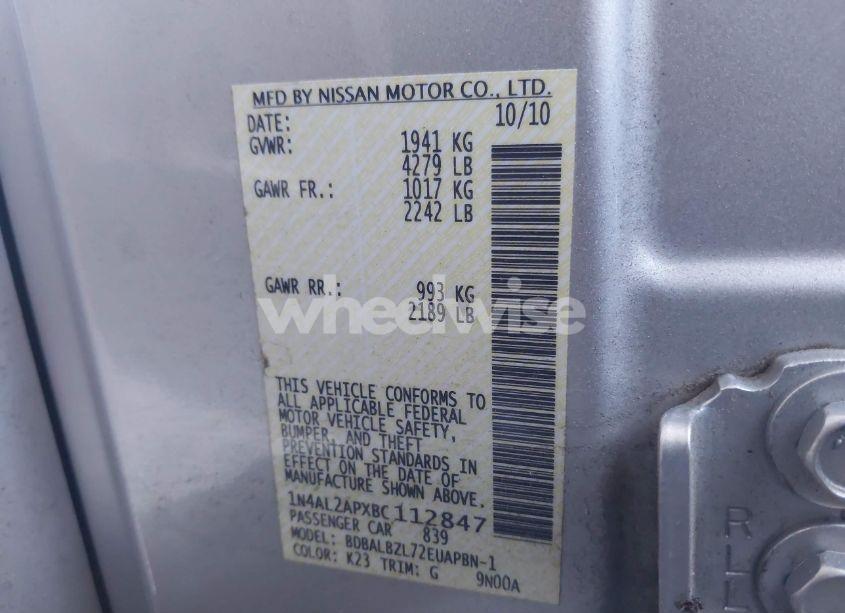 MFD BY NISSAN MOTOR CO., LTD.
DATE: 10/10
GVWR: 1941 KG
4279 LB
GAWR FR.: 1017 KG
2242 LB
GAWR RR.: 993 KG
2189 LB
wheelwise
THIS VEHICLE CONFORMS TO
ALL APPLICABLE FEDERAL
MOTOR VEHICLE SAFETY,
BUMPER, AND THEFT
PREVENTION STANDARDS IN
EFFECT ON THE DATE OF
MANUFACTURE SHOWN ABOVE.
1N4AL2APXBC112847
PASSENGER CAR 839
MODEL: BDBALBZL72EUAPBN-1
COLOR: K23 TRIM: G 9N00A